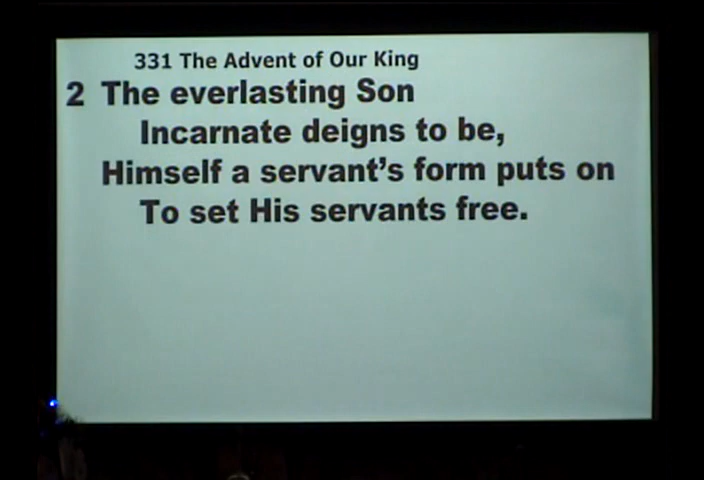 331 The Advent of Our King
2 The everlasting Son
Incarnate deigns to be,
Himself a servant’s form puts on
To set His servants free.